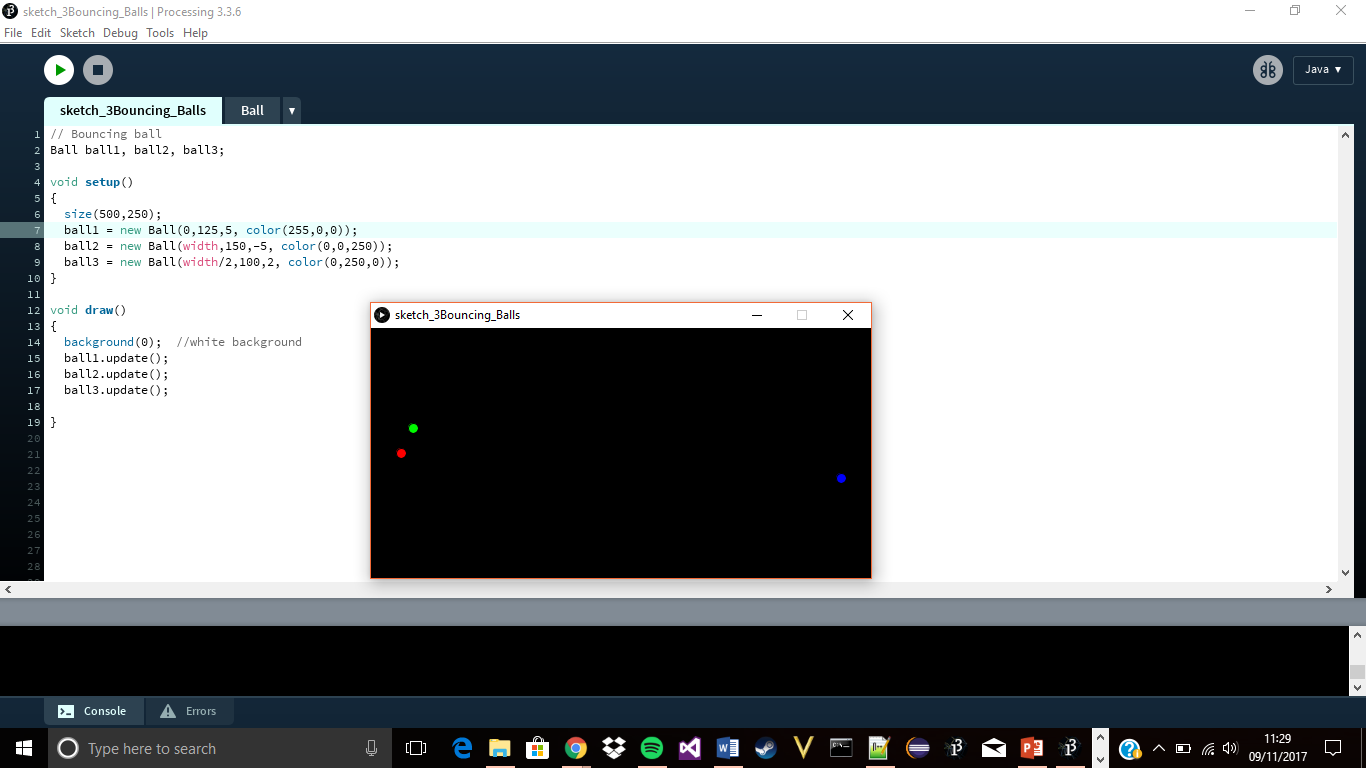 sketch_3Bouncing_Balls | Processing 3.3.6
File Edit Sketch Debug Tools Help
Java ▼
sketch_3Bouncing_Balls Ball ▼
1 // Bouncing ball
2 Ball ball1, ball2, ball3;
3
4 void setup()
5 {
6 size(500,250);
7 ball1 = new Ball(0,125,5, color(255,0,0));
8 ball2 = new Ball(width,150,-5, color(0,0,250));
9 ball3 = new Ball(width/2,100,2, color(0,250,0));
10 }
11
12 void draw()
13 {
14 background(0); //white background
15 ball1.update();
16 ball2.update();
17 ball3.update();
18
19 }
20
21
22
23
24
25
26
27
28
sketch_3Bouncing_Balls
Console Errors
Type here to search
11:29
09/11/2017